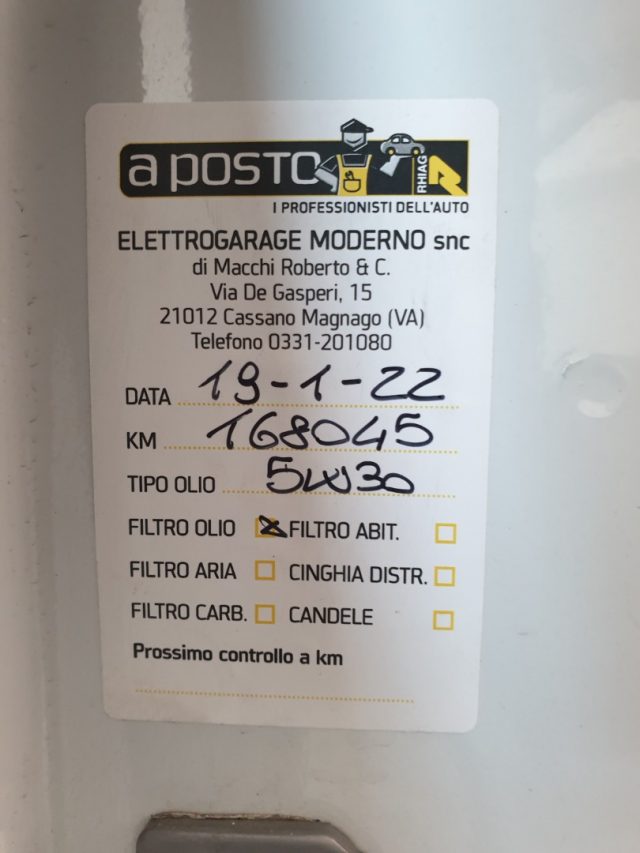 a posto
RHIAG
I PROFESSIONISTI DELL'AUTO
ELETTROGARAGE MODERNO snc
di Macchi Roberto & C.
Via De Gasperi, 15
21012 Cassano Magnago (VA)
Telefono 0331-201080
DATA 19-1-22
KM 168045
TIPO OLIO 5W30
FILTRO OLIO FILTRO ABIT.
FILTRO ARIA CINGHIA DISTR.
FILTRO CARB. CANDELE
Prossimo controllo a km